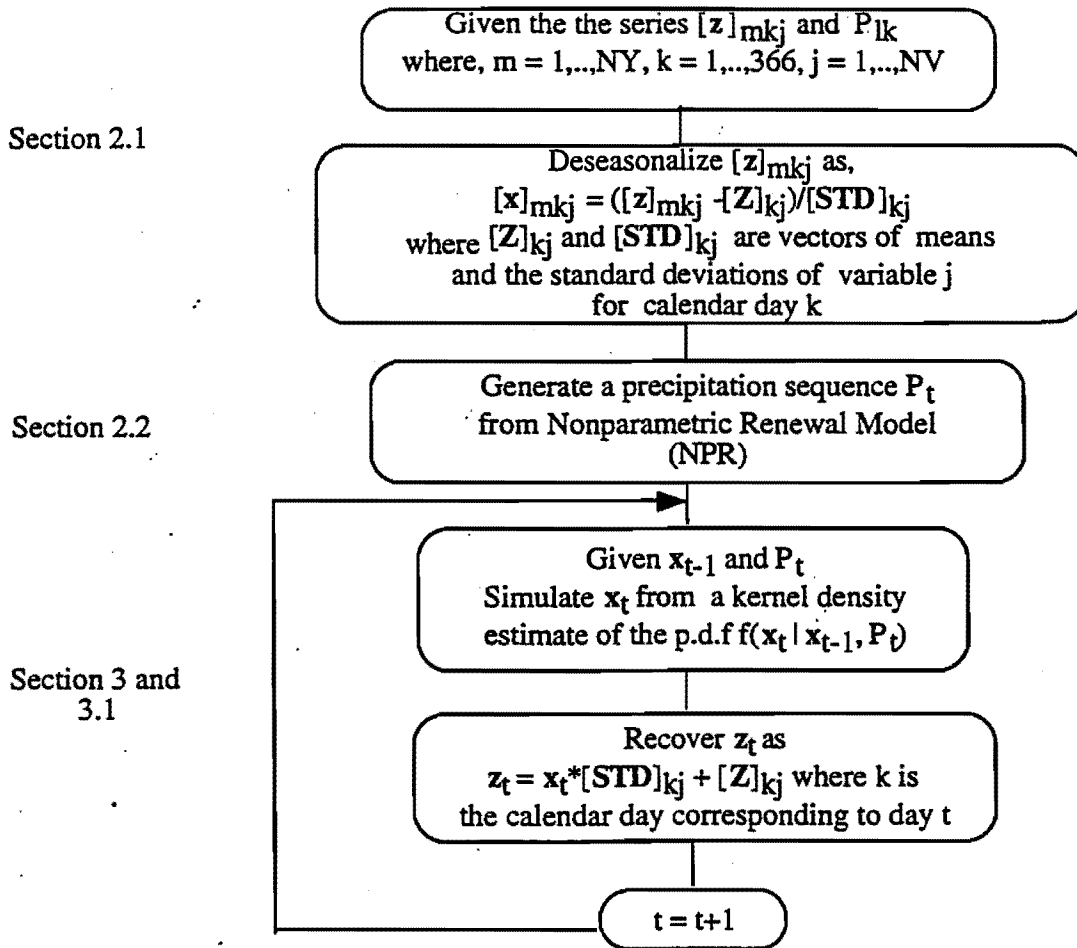 Given the the series [z]mkj and Plk
where, m = 1,..,NY, k = 1,..,366, j = 1,..,NV
Section 2.1
Deseasonalize [z]mkj as,
[x]mkj = ([z]mkj -[Z]kj)/[STD]kj
where [Z]kj and [STD]kj are vectors of means
and the standard deviations of variable j
for calendar day k
Section 2.2
Generate a precipitation sequence Pt
from Nonparametric Renewal Model
(NPR)
Given xt-1 and Pt
Simulate xt from a kernel density
estimate of the p.d.f f(xt | xt-1, Pt)
Section 3 and
3.1
Recover zt as
zt = xt*[STD]kj + [Z]kj where k is
the calendar day corresponding to day t
t = t+1